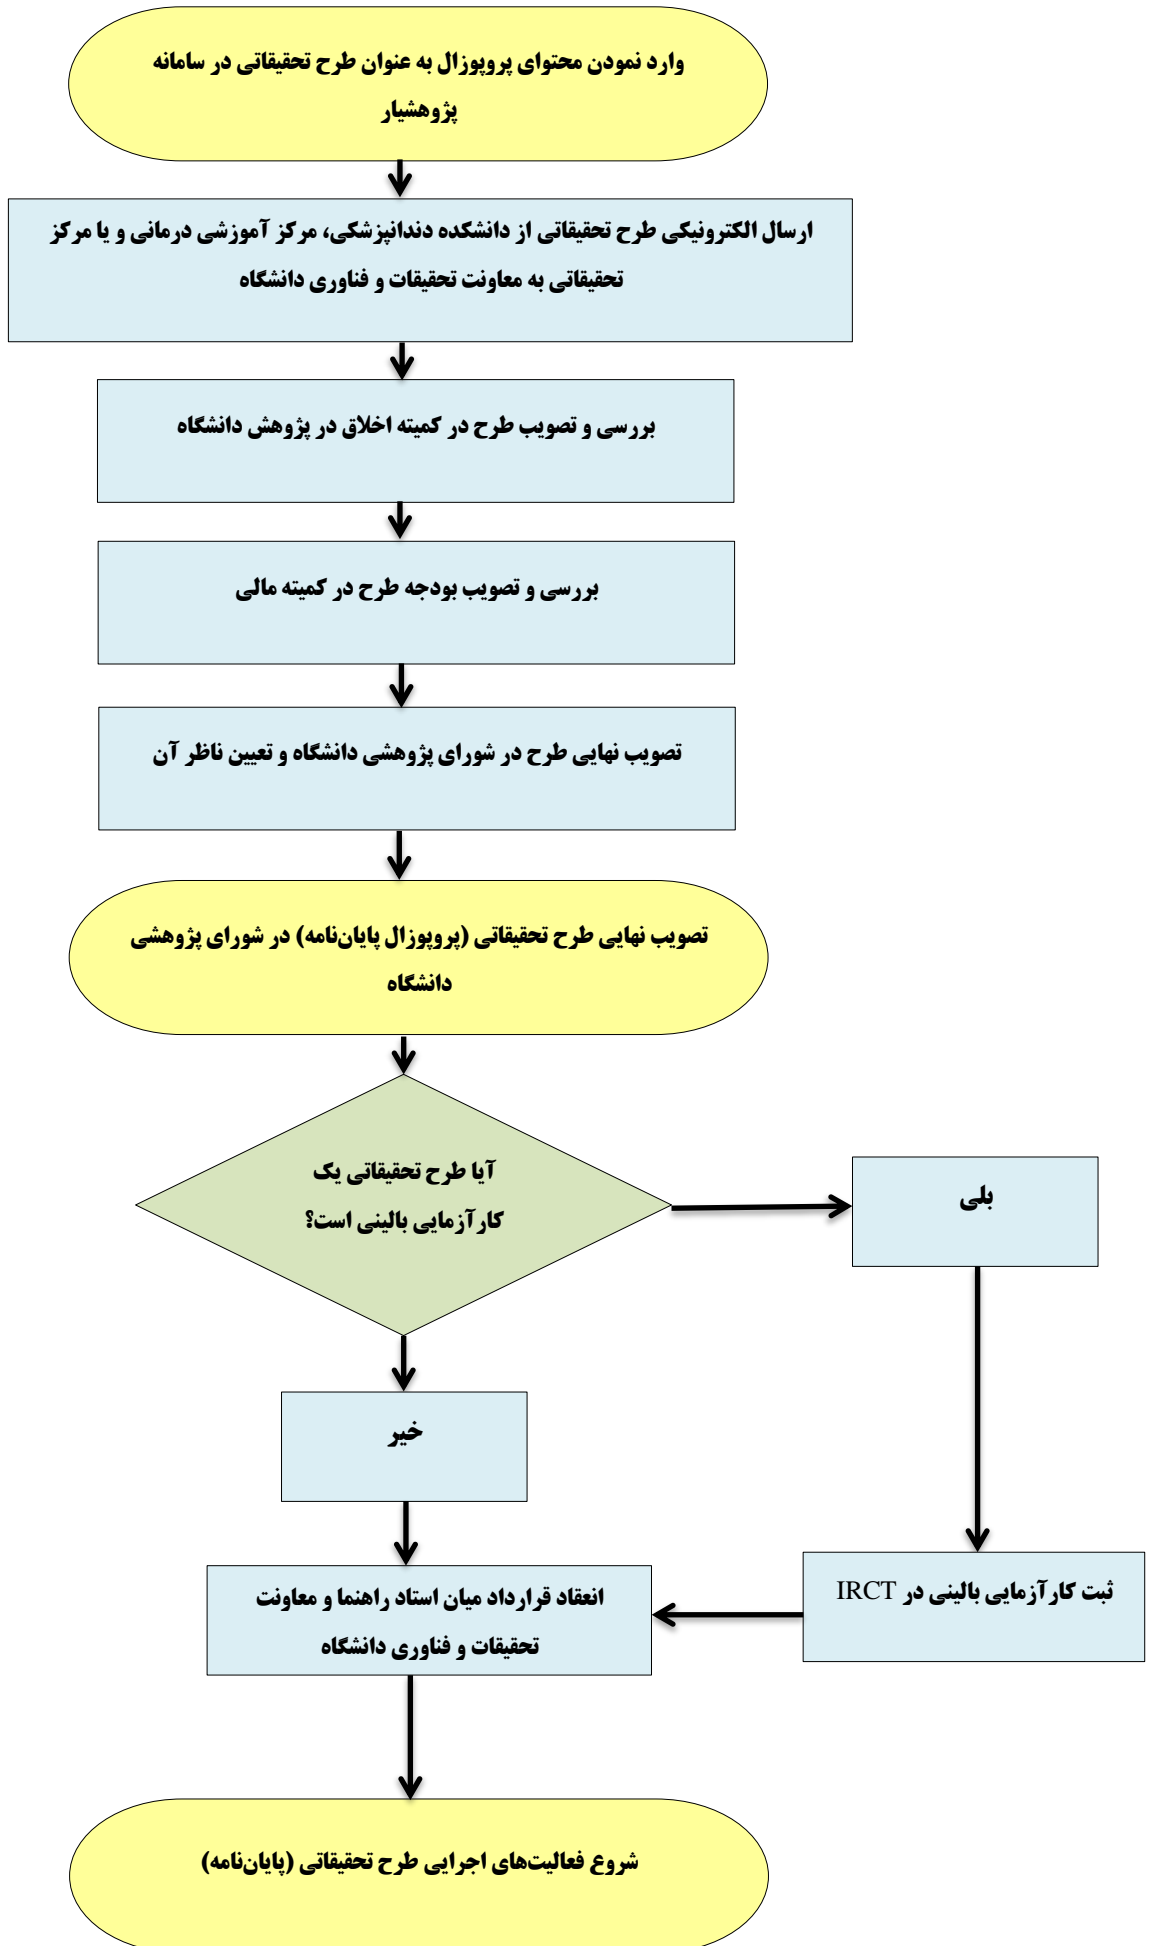 وارد نمودن محتوای پروپوزال به عنوان طرح تحقیقاتی در سامانه
پژوهشیار
ارسال الکترونیکی طرح تحقیقاتی از دانشکده دندانپزشکی، مرکز آموزشی درمانی و یا مرکز
تحقیقاتی به معاونت تحقیقات و فناوری دانشگاه
بررسی و تصویب طرح در کمیته اخلاق در پژوهش دانشگاه
بررسی و تصویب بودجه طرح در کمیته مالی
تصویب نهایی طرح در شورای پژوهشی دانشگاه و تعیین ناظر آن
تصویب نهایی طرح تحقیقاتی (پروپوزال پایان‌نامه) در شورای پژوهشی
دانشگاه
آیا طرح تحقیقاتی یک
کارآزمایی بالینی است؟
بلی
خیر
ثبت کارآزمایی بالینی در IRCT
انعقاد قرارداد میان استاد راهنما و معاونت
تحقیقات و فناوری دانشگاه
شروع فعالیت‌های اجرایی طرح تحقیقاتی (پایان‌نامه)